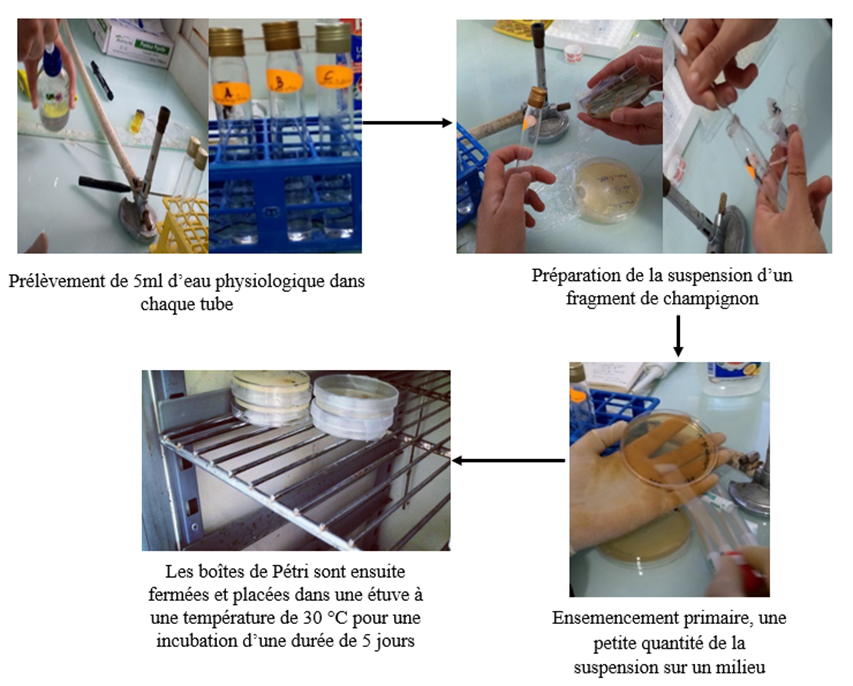 A
B
C
Prélèvement de 5ml d’eau physiologique dans
chaque tube
Préparation de la suspension d’un
fragment de champignon
Ensemencement primaire, une
petite quantité de la
suspension sur un milieu
Les boîtes de Pétri sont ensuite
fermées et placées dans une étuve à
une température de 30 °C pour une
incubation d’une durée de 5 jours